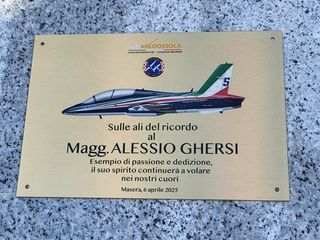 VALDOSSOLA
5
Sulle ali del ricordo
al
Magg. ALESSIO GHERSI
Esempio di passione e dedizione,
il suo spirito continuerà a volare
nei nostri cuori
Masera, 6 aprile 2025